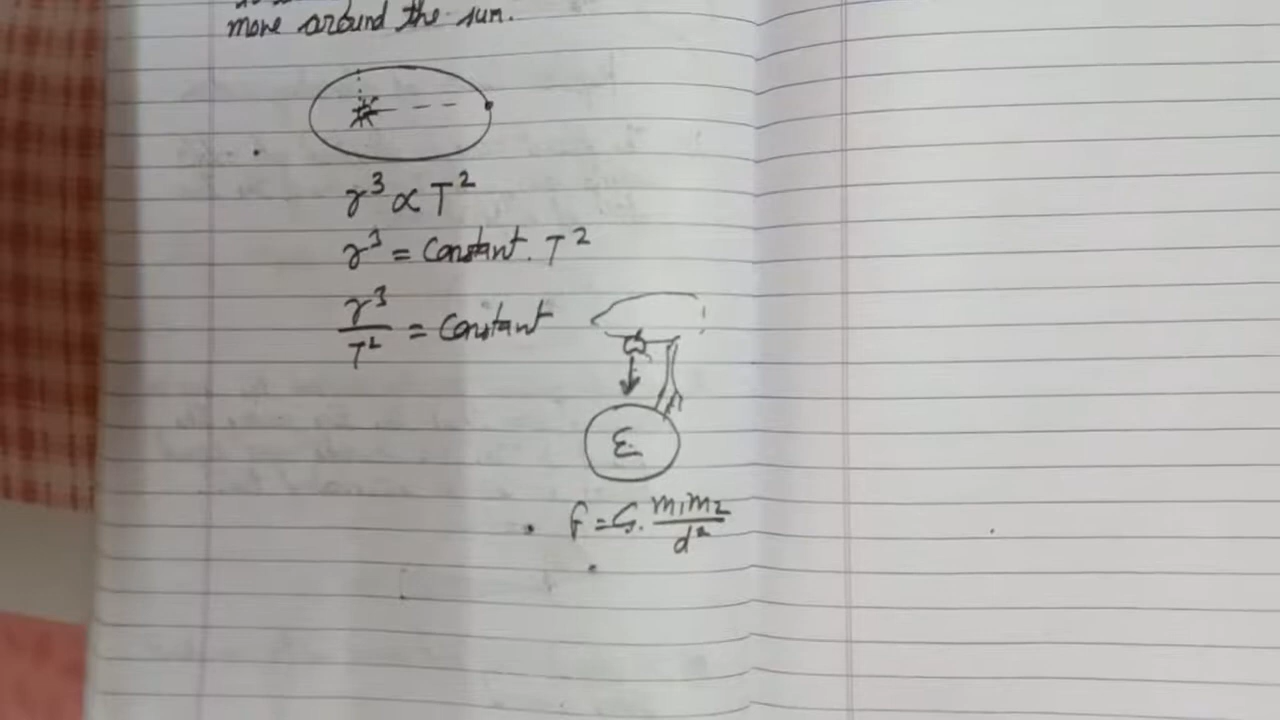 move around the sun.
r³ ∝ T²
r³ = Constant. T²
r³/T² = Constant
E
F = G. m₁m₂/d²